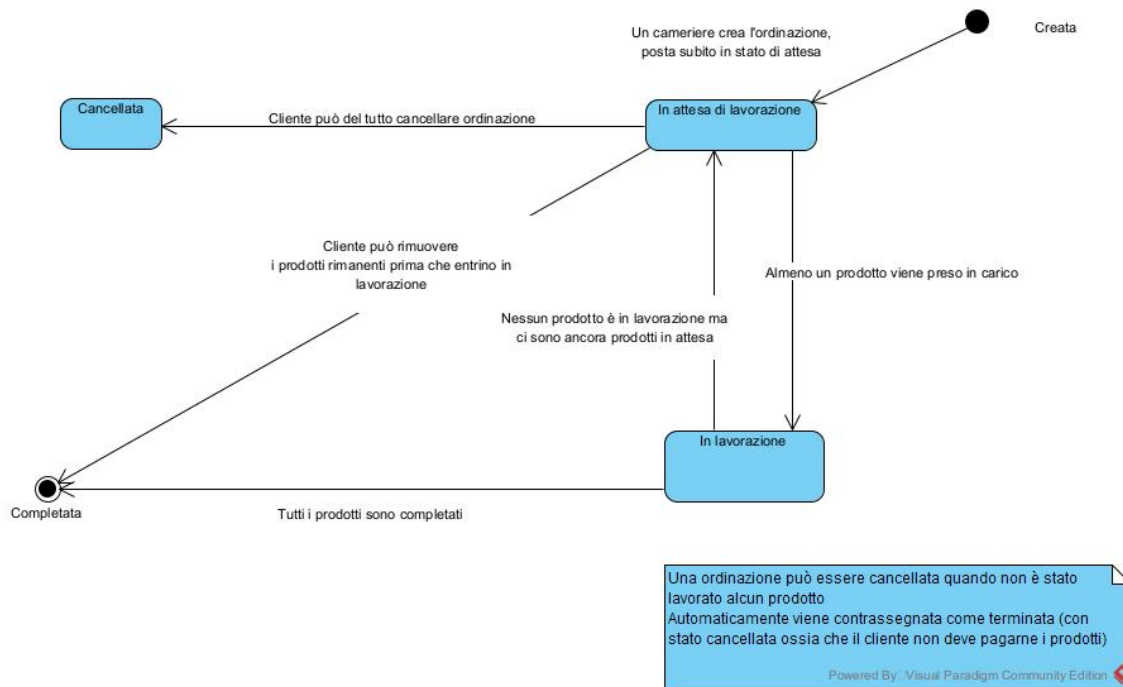 Creata
Un cameriere crea l'ordinazione,
posta subito in stato di attesa
Cancellata
In attesa di lavorazione
Cliente può del tutto cancellare ordinazione
Cliente può rimuovere
i prodotti rimanenti prima che entrino in
lavorazione
Almeno un prodotto viene preso in carico
Nessun prodotto è in lavorazione ma
ci sono ancora prodotti in attesa
In lavorazione
Completata
Tutti i prodotti sono completati
Una ordinazione può essere cancellata quando non è stato
lavorato alcun prodotto
Automaticamente viene contrassegnata come terminata (con
stato cancellata ossia che il cliente non deve pagarne i prodotti)
Powered By Visual Paradigm Community Edition